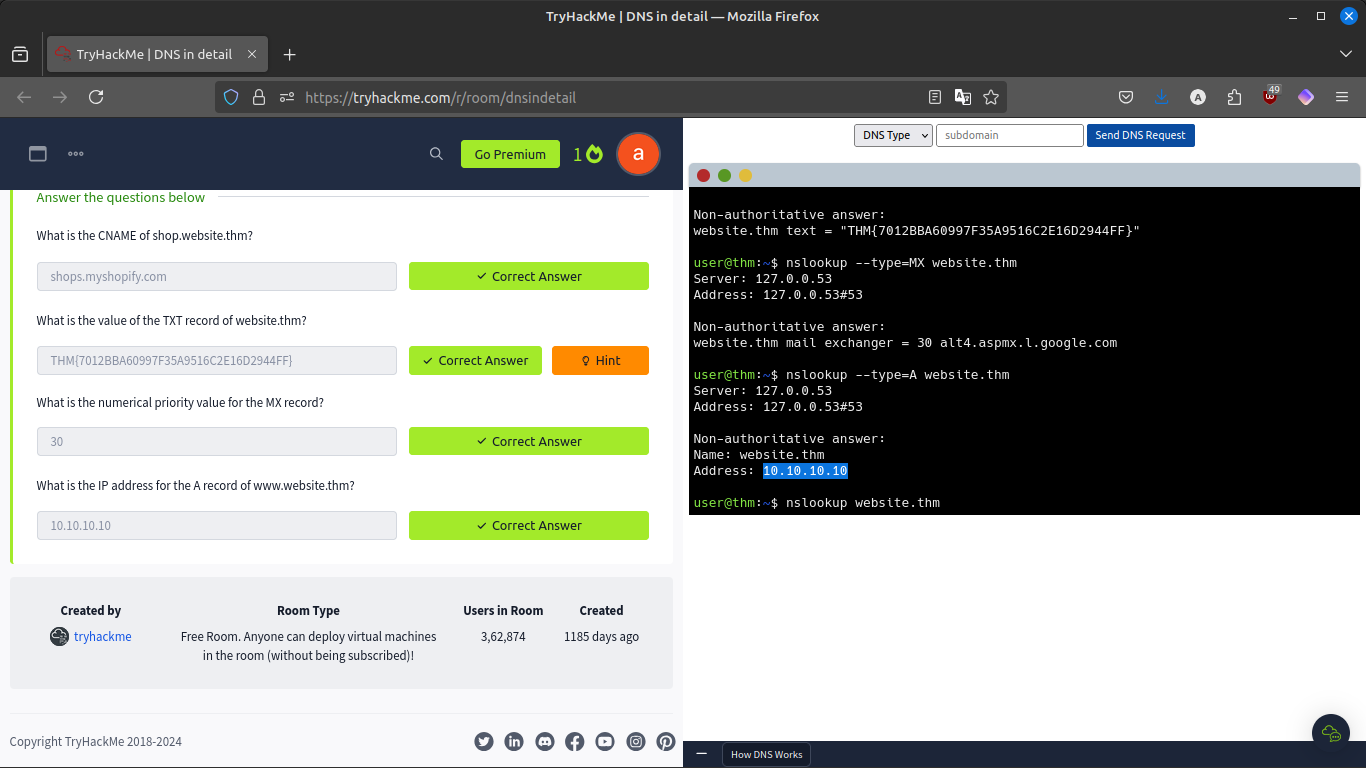 TryHackMe | DNS in detail — Mozilla Firefox
TryHackMe | DNS in detail
https://tryhackme.com/r/room/dnsindetail
A
49
Go Premium
1
a
Answer the questions below
What is the CNAME of shop.website.thm?
shops.myshopify.com
Correct Answer
What is the value of the TXT record of website.thm?
THM{7012BBA60997F35A9516C2E16D2944FF}
Correct Answer
Hint
What is the numerical priority value for the MX record?
30
Correct Answer
What is the IP address for the A record of www.website.thm?
10.10.10.10
Correct Answer
Created by
Room Type
Users in Room
Created
tryhackme
Free Room. Anyone can deploy virtual machines
in the room (without being subscribed)!
3,62,874
1185 days ago
Copyright TryHackMe 2018-2024
DNS Type
subdomain
Send DNS Request
Non-authoritative answer:
website.thm text = "THM{7012BBA60997F35A9516C2E16D2944FF}"
user@thm:~$ nslookup --type=MX website.thm
Server: 127.0.0.53
Address: 127.0.0.53#53
Non-authoritative answer:
website.thm mail exchanger = 30 alt4.aspmx.l.google.com
user@thm:~$ nslookup --type=A website.thm
Server: 127.0.0.53
Address: 127.0.0.53#53
Non-authoritative answer:
Name: website.thm
Address: 10.10.10.10
user@thm:~$ nslookup website.thm
How DNS Works